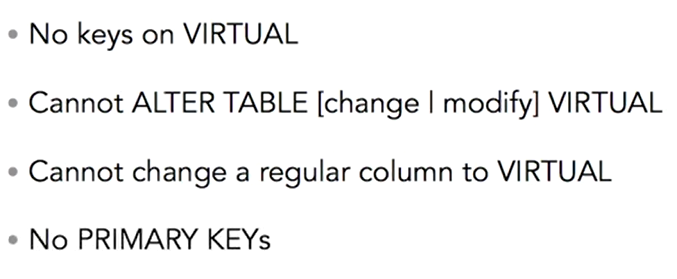 • No keys on VIRTUAL
• Cannot ALTER TABLE [change | modify] VIRTUAL
• Cannot change a regular column to VIRTUAL
• No PRIMARY KEYs